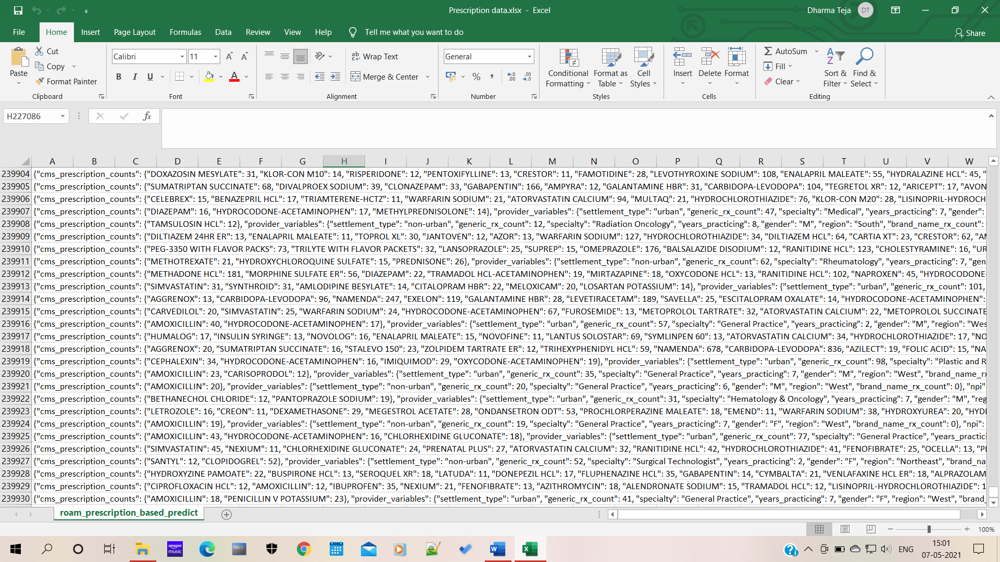 Prescription data.xlsx - Excel
Dharma Teja
DT
File Home Insert Page Layout Formulas Data Review View Help Tell me what you want to do
Share
Paste
Cut
Copy
Format Painter
Clipboard
Calibri 11 A A
B I U A
Font
Wrap Text
Merge & Center
Alignment
General
% , .00
Number
Conditional Formatting
Format as Table
Cell Styles
Styles
Insert Delete Format
Cells
AutoSum
Fill
Clear
Sort & Filter
Find & Select
Editing
H227086 fx
A B C D E F G H I J K L M N O P Q R S T U V W
239904 {"cms_prescription_counts": {"DOXAZOSIN MESYLATE": 31, "KLOR-CON M10": 14, "RISPERIDONE": 12, "PENTOXIFYLLINE": 13, "CRESTOR": 11, "FAMOTIDINE": 28, "LEVOTHYROXINE SODIUM": 108, "ENALAPRIL MALEATE": 55, "HYDRALAZINE HCL": 45, "
239905 {"cms_prescription_counts": {"SUMATRIPTAN SUCCINATE": 68, "DIVALPROEX SODIUM": 39, "CLONAZEPAM": 33, "GABAPENTIN": 166, "AMPYRA": 12, "GALANTAMINE HBR": 31, "CARBIDOPA-LEVODOPA": 104, "TEGRETOL XR": 12, "ARICEPT": 17, "AVON
239906 {"cms_prescription_counts": {"CELEBREX": 15, "BENAZEPRIL HCL": 17, "TRIAMTERENE-HCTZ": 11, "WARFARIN SODIUM": 21, "ATORVASTATIN CALCIUM": 94, "MULTAQ": 21, "HYDROCHLOROTHIAZIDE": 76, "KLOR-CON M20": 28, "LISINOPRIL-HYDROCH
239907 {"cms_prescription_counts": {"DIAZEPAM": 16, "HYDROCODONE-ACETAMINOPHEN": 17, "METHYLPREDNISOLONE": 14}, "provider_variables": {"settlement_type": "urban", "generic_rx_count": 47, "specialty": "Medical", "years_practicing": 7, "gender":
239908 {"cms_prescription_counts": {"TAMSULOSIN HCL": 12}, "provider_variables": {"settlement_type": "non-urban", "generic_rx_count": 12, "specialty": "Radiation Oncology", "years_practicing": 8, "gender": "M", "region": "South", "brand_name_rx_count":
239909 {"cms_prescription_counts": {"DILTIAZEM 24HR ER": 13, "ENALAPRIL MALEATE": 11, "TOPROL XL": 30, "JANTOVEN": 12, "AZOR": 13, "WARFARIN SODIUM": 127, "HYDROCHLOROTHIAZIDE": 34, "DILTIAZEM HCL": 64, "CARTIA XT": 23, "CRESTOR": 62, "AM
239910 {"cms_prescription_counts": {"PEG-3350 WITH FLAVOR PACKS": 73, "TRILYTE WITH FLAVOR PACKETS": 32, "LANSOPRAZOLE": 25, "SUPREP": 15, "OMEPRAZOLE": 176, "BALSALAZIDE DISODIUM": 12, "RANITIDINE HCL": 123, "CHOLESTYRAMINE": 16, "UR
239911 {"cms_prescription_counts": {"METHOTREXATE": 21, "HYDROXYCHLOROQUINE SULFATE": 15, "PREDNISONE": 26}, "provider_variables": {"settlement_type": "non-urban", "generic_rx_count": 62, "specialty": "Rheumatology", "years_practicing": 7, "gen
239912 {"cms_prescription_counts": {"METHADONE HCL": 181, "MORPHINE SULFATE ER": 56, "DIAZEPAM": 22, "TRAMADOL HCL-ACETAMINOPHEN": 19, "MIRTAZAPINE": 18, "OXYCODONE HCL": 13, "RANITIDINE HCL": 102, "NAPROXEN": 45, "HYDROCODONE-
239913 {"cms_prescription_counts": {"SIMVASTATIN": 31, "SYNTHROID": 31, "AMLODIPINE BESYLATE": 14, "CITALOPRAM HBR": 22, "MELOXICAM": 20, "LOSARTAN POTASSIUM": 14}, "provider_variables": {"settlement_type": "urban", "generic_rx_count": 101,
239914 {"cms_prescription_counts": {"AGGRENOX": 13, "CARBIDOPA-LEVODOPA": 96, "NAMENDA": 247, "EXELON": 119, "GALANTAMINE HBR": 28, "LEVETIRACETAM": 189, "SAVELLA": 25, "ESCITALOPRAM OXALATE": 14, "HYDROCODONE-ACETAMINOPHEN":
239915 {"cms_prescription_counts": {"CARVEDILOL": 20, "SIMVASTATIN": 25, "WARFARIN SODIUM": 24, "HYDROCODONE-ACETAMINOPHEN": 67, "FUROSEMIDE": 13, "METOPROLOL TARTRATE": 32, "ATORVASTATIN CALCIUM": 22, "METOPROLOL SUCCINATE
239916 {"cms_prescription_counts": {"AMOXICILLIN": 40, "HYDROCODONE-ACETAMINOPHEN": 17}, "provider_variables": {"settlement_type": "urban", "generic_rx_count": 57, "specialty": "General Practice", "years_practicing": 2, "gender": "M", "region": "Wes
239917 {"cms_prescription_counts": {"HUMALOG": 17, "INSULIN SYRINGE": 13, "NOVOLOG": 16, "ENALAPRIL MALEATE": 15, "NOVOFINE": 11, "LANTUS SOLOSTAR": 69, "SYMLINPEN 60": 13, "ATORVASTATIN CALCIUM": 34, "HYDROCHLOROTHIAZIDE": 17, "NO
239918 {"cms_prescription_counts": {"AGGRENOX": 20, "SUMATRIPTAN SUCCINATE": 16, "STALEVO 150": 23, "ZOLPIDEM TARTRATE ER": 12, "TRIHEXYPHENIDYL HCL": 59, "NAMENDA": 678, "CARBIDOPA-LEVODOPA": 836, "AZILECT": 19, "FOLIC ACID": 15, "NA
239919 {"cms_prescription_counts": {"CEPHALEXIN": 34, "HYDROCODONE-ACETAMINOPHEN": 16, "IMIQUIMOD": 29, "OXYCODONE-ACETAMINOPHEN": 19}, "provider_variables": {"settlement_type": "urban", "generic_rx_count": 98, "specialty": "Plastic and R
239920 {"cms_prescription_counts": {"AMOXICILLIN": 23, "CARISOPRODOL": 12}, "provider_variables": {"settlement_type": "urban", "generic_rx_count": 35, "specialty": "General Practice", "years_practicing": 7, "gender": "M", "region": "West", "brand_name_rx
239921 {"cms_prescription_counts": {"AMOXICILLIN": 20}, "provider_variables": {"settlement_type": "non-urban", "generic_rx_count": 20, "specialty": "General Practice", "years_practicing": 6, "gender": "M", "region": "West", "brand_name_rx_count": 0}, "npi":
239922 {"cms_prescription_counts": {"BETHANECHOL CHLORIDE": 12, "PANTOPRAZOLE SODIUM": 19}, "provider_variables": {"settlement_type": "urban", "generic_rx_count": 31, "specialty": "Hematology & Oncology", "years_practicing": 7, "gender": "M", "reg
239923 {"cms_prescription_counts": {"LETROZOLE": 16, "CREON": 11, "DEXAMETHASONE": 29, "MEGESTROL ACETATE": 28, "ONDANSETRON ODT": 53, "PROCHLORPERAZINE MALEATE": 18, "EMEND": 11, "WARFARIN SODIUM": 38, "HYDROXYUREA": 20, "HYDI
239924 {"cms_prescription_counts": {"AMOXICILLIN": 19}, "provider_variables": {"settlement_type": "non-urban", "generic_rx_count": 19, "specialty": "General Practice", "years_practicing": 7, "gender": "F", "region": "West", "brand_name_rx_count": 0}, "npi":
239925 {"cms_prescription_counts": {"AMOXICILLIN": 43, "HYDROCODONE-ACETAMINOPHEN": 16, "CHLORHEXIDINE GLUCONATE": 18}, "provider_variables": {"settlement_type": "urban", "generic_rx_count": 77, "specialty": "General Practice", "years_practici
239926 {"cms_prescription_counts": {"SIMVASTATIN": 45, "NEXIUM": 11, "CHLORHEXIDINE GLUCONATE": 24, "PRENATAL PLUS": 27, "ATORVASTATIN CALCIUM": 32, "RANITIDINE HCL": 42, "HYDROCHLOROTHIAZIDE": 41, "FENOFIBRATE": 25, "OCELLA": 13, "PI
239927 {"cms_prescription_counts": {"SANTYL": 12, "CLOPIDOGREL": 52}, "provider_variables": {"settlement_type": "non-urban", "generic_rx_count": 52, "specialty": "Surgical Technologist", "years_practicing": 2, "gender": "F", "region": "Northeast", "brand_na
239928 {"cms_prescription_counts": {"HYDROXYZINE PAMOATE": 22, "BUSPIRONE HCL": 13, "SEROQUEL XR": 18, "LATUDA": 11, "DONEPEZIL HCL": 17, "FLUPHENAZINE HCL": 35, "GABAPENTIN": 14, "CYMBALTA": 21, "VENLAFAXINE HCL ER": 18, "ALPRAZOLAM
239929 {"cms_prescription_counts": {"CIPROFLOXACIN HCL": 12, "AMOXICILLIN": 12, "IBUPROFEN": 35, "NEXIUM": 21, "FENOFIBRATE": 13, "AZITHROMYCIN": 18, "ALENDRONATE SODIUM": 15, "TRAMADOL HCL": 12, "LISINOPRIL-HYDROCHLOROTHIAZIDE": 1
239930 {"cms_prescription_counts": {"AMOXICILLIN": 18, "PENICILLIN V POTASSIUM": 23}, "provider_variables": {"settlement_type": "urban", "generic_rx_count": 41, "specialty": "General Practice", "years_practicing": 7, "gender": "F", "region": "West", "brand_
roam_prescription_based_predict
100%
amazon music
SQL>
W
X
ENG
15:01
07-05-2021